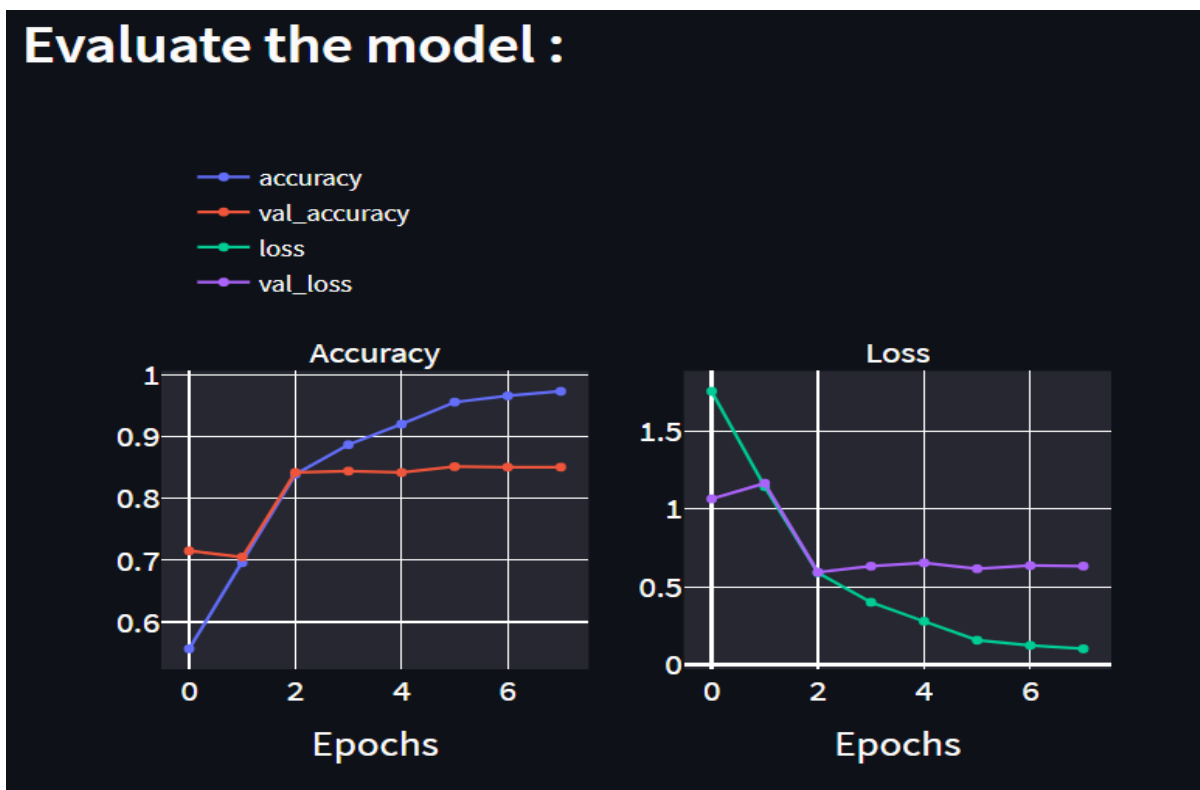 Evaluate the model :
accuracy
val_accuracy
loss
val_loss
Accuracy
1
0.9
0.8
0.7
0.6
0 2 4 6
Epochs
Loss
1.5
1
0.5
0
0 2 4 6
Epochs